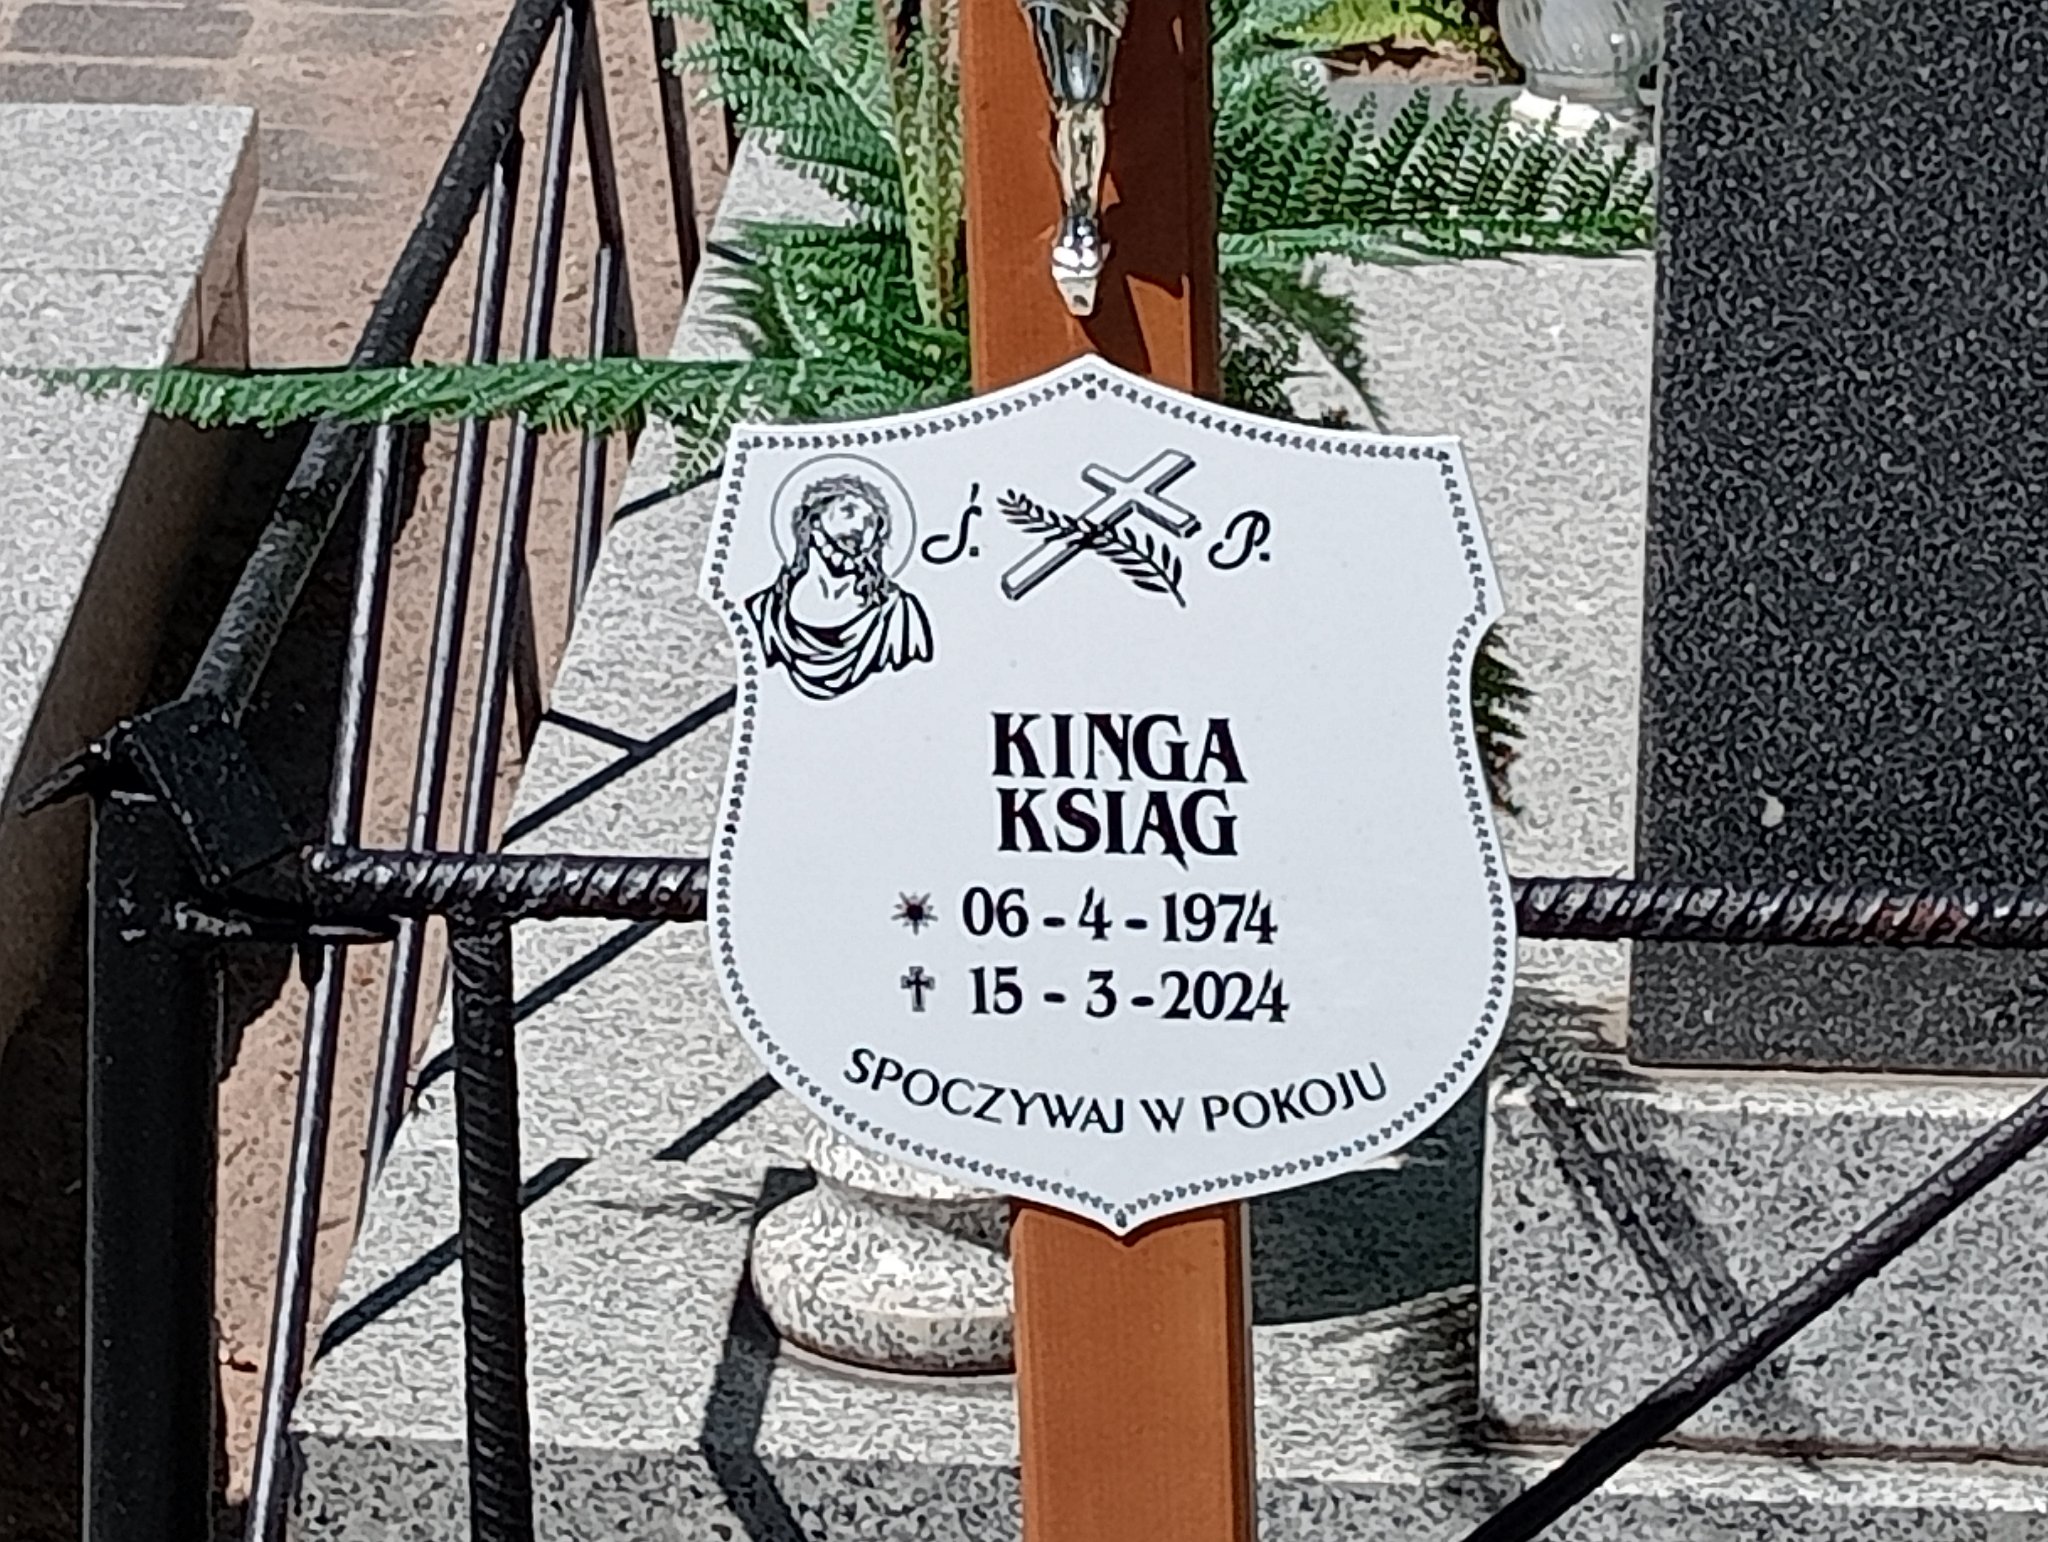 Ś. P.
KINGA
KSIĄG
06 - 4 - 1974
15 - 3 - 2024
SPOCZYWAJ W POKOJU